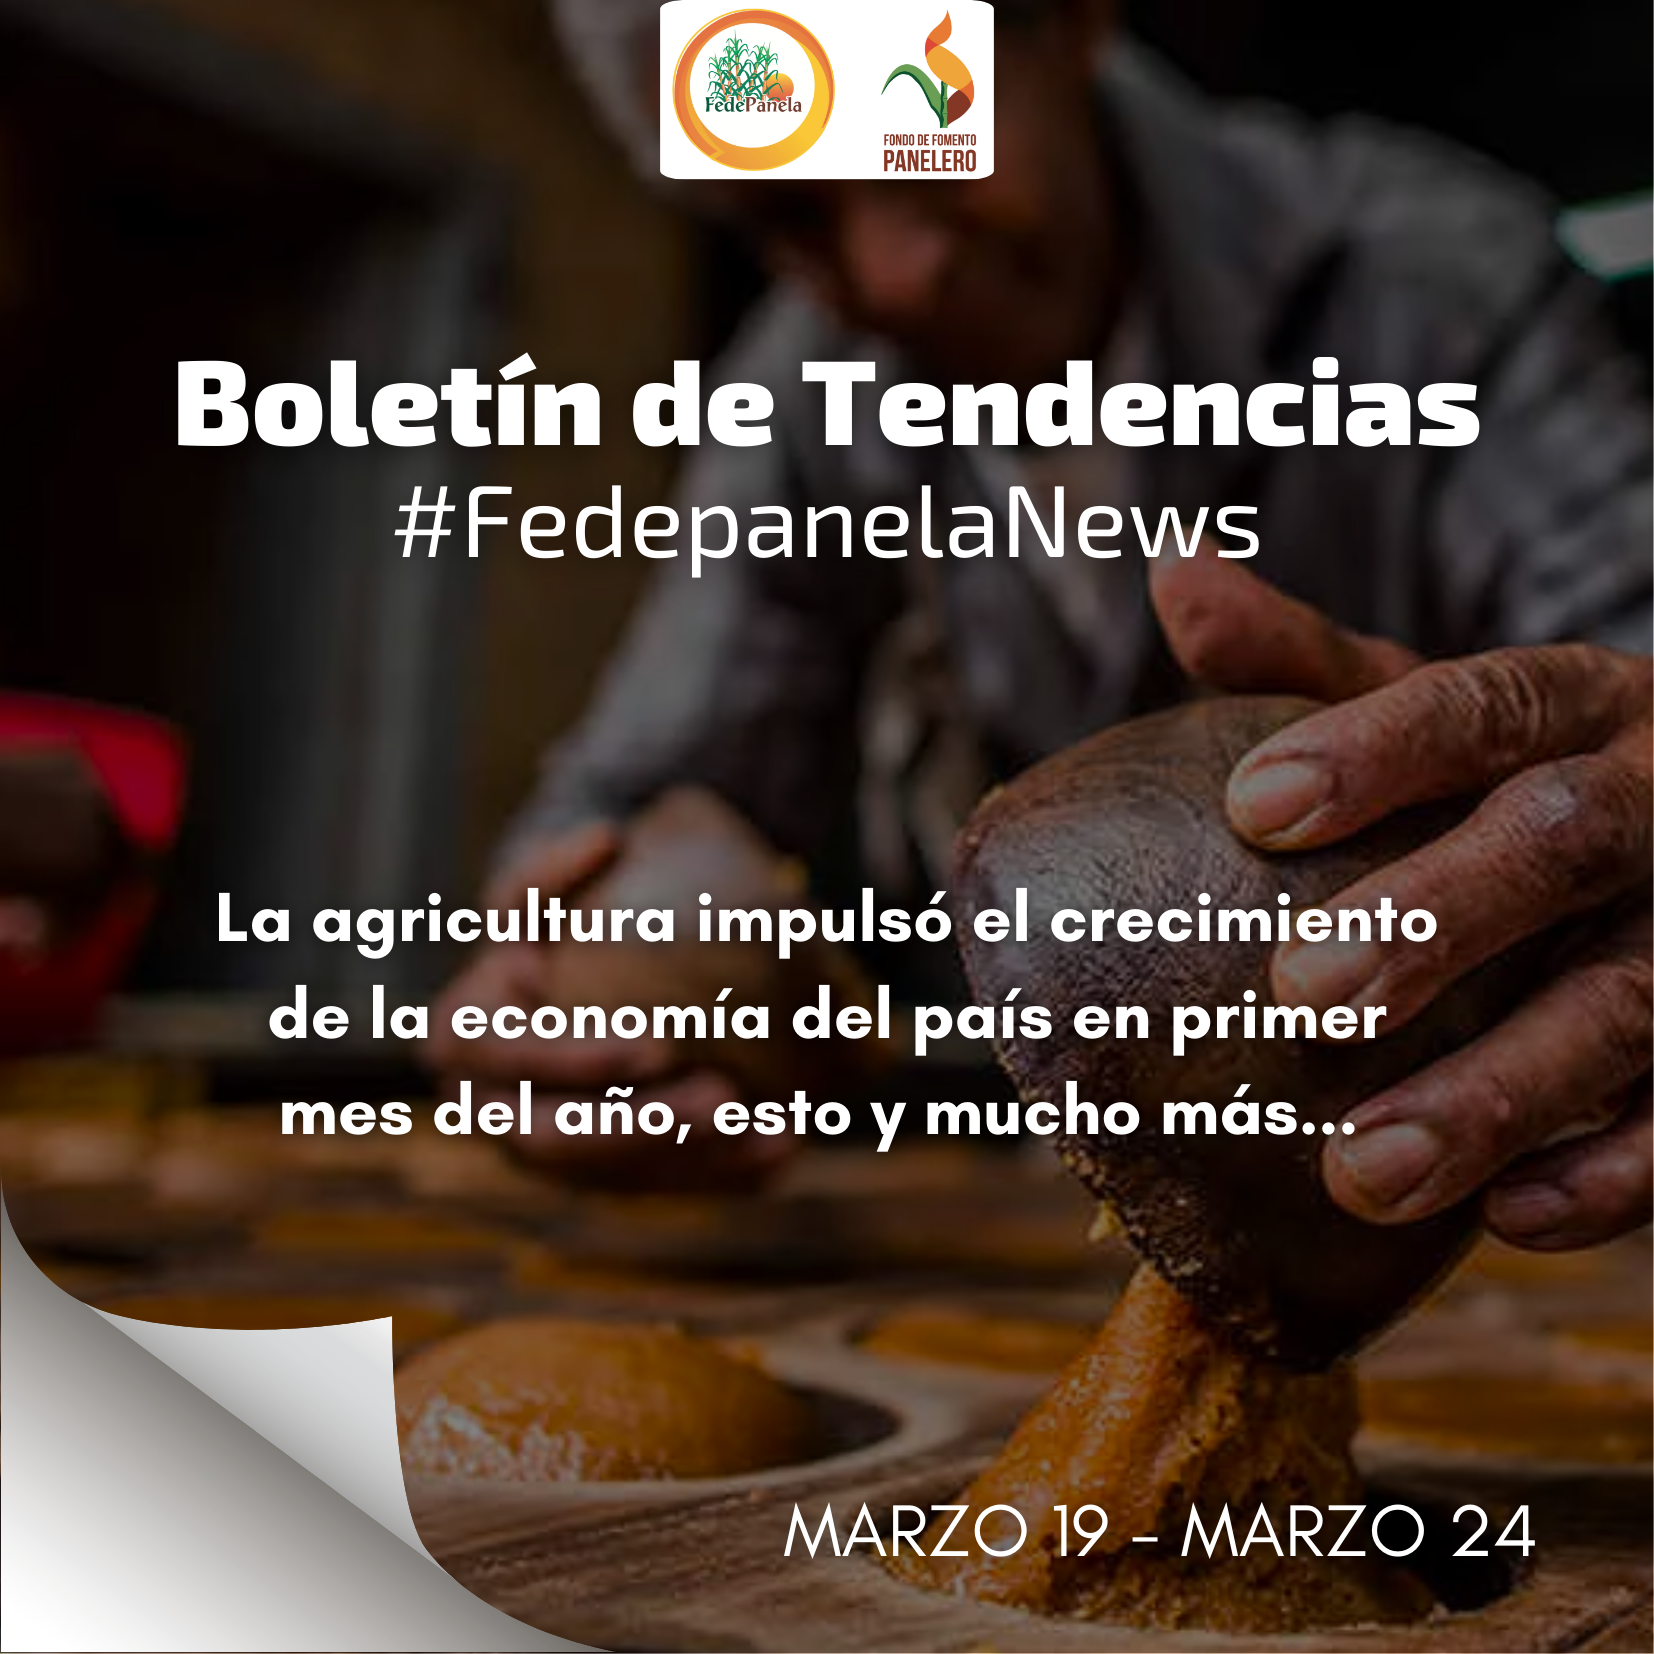 FedePanela
FONDO DE FOMENTO
PANELERO
Boletín de Tendencias
#FedepanelaNews
La agricultura impulsó el crecimiento
de la economía del país en primer
mes del año, esto y mucho más...
MARZO 19 - MARZO 24